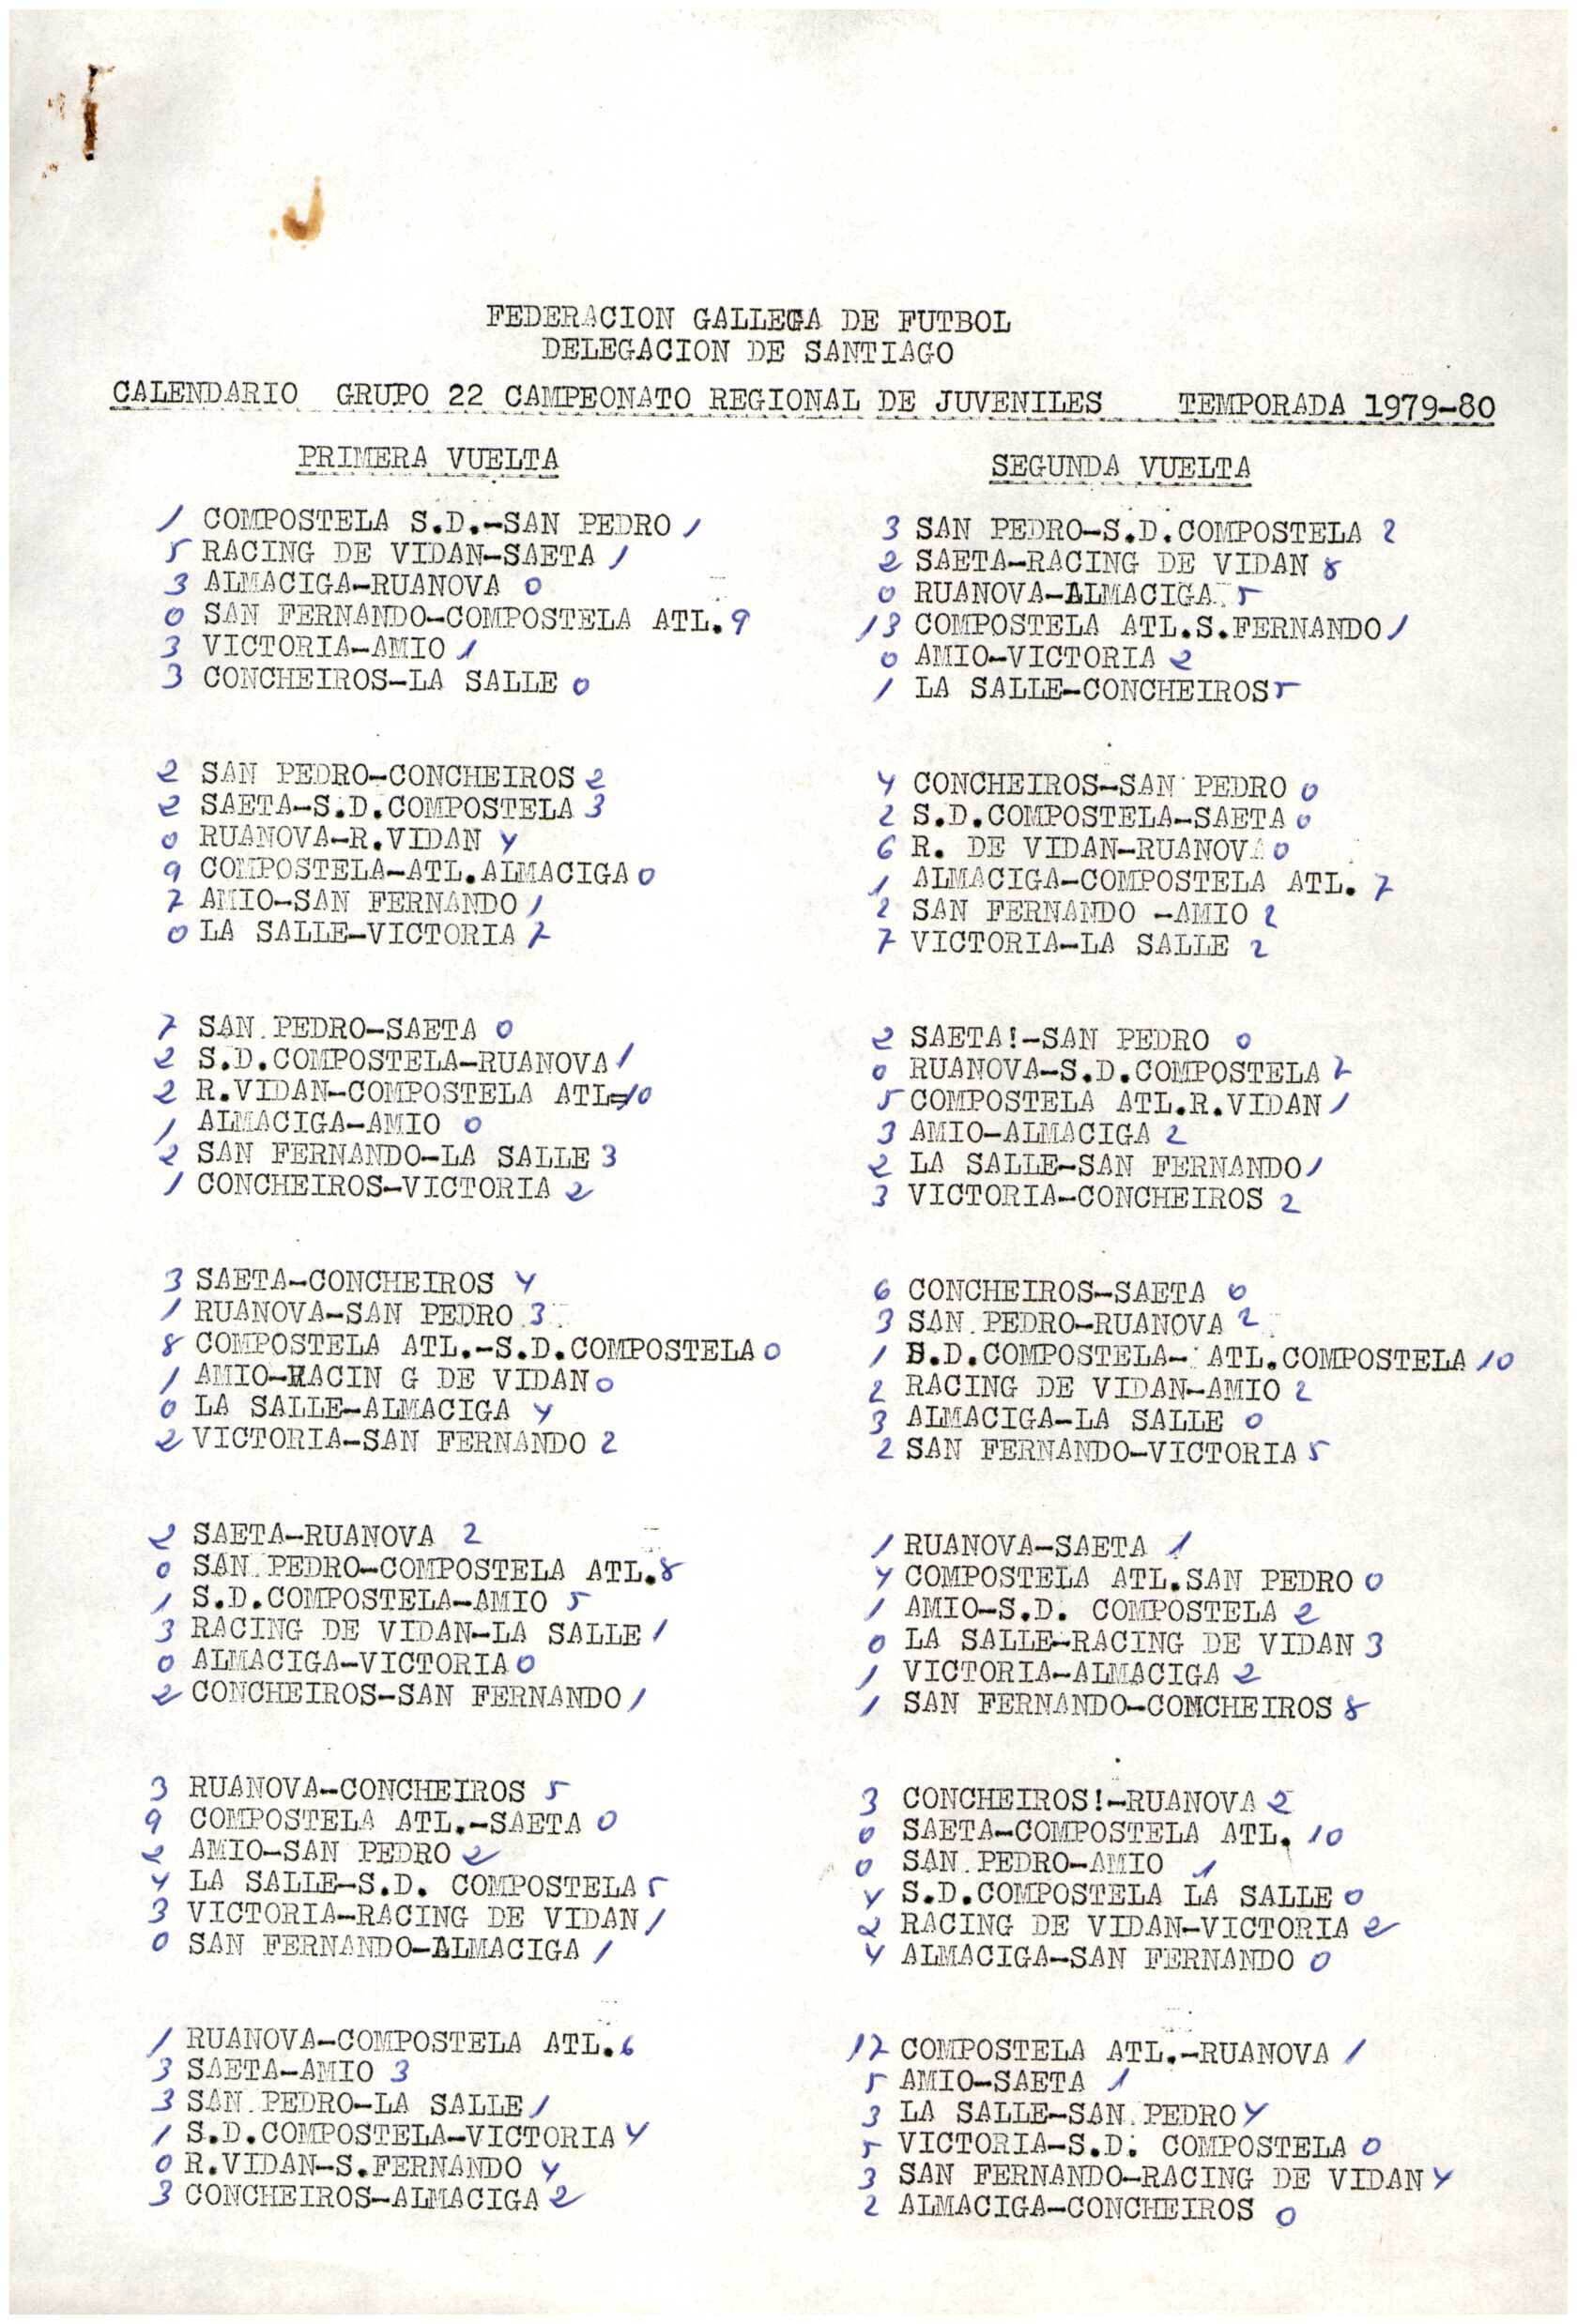 FEDERACION GALLEGA DE FUTBOL
DELEGACION DE SANTIAGO
CALENDARIO GRUPO 22 CAMPEONATO REGIONAL DE JUVENILES TEMPORADA 1979-80
PRIMERA VUELTA
1 COMPOSTELA S.D.-SAN PEDRO 1
5 RACING DE VIDAN-SAETA 1
3 ALMACIGA-RUANOVA 0
0 SAN FERNANDO-COMPOSTELA ATL. 9
3 VICTORIA-AMIO 1
3 CONCHEIROS-LA SALLE 0
2 SAN PEDRO-CONCHEIROS 2
2 SAETA-S.D.COMPOSTELA 3
0 RUANOVA-R.VIDAN 4
9 COMPOSTELA-ATL.ALMACIGA 0
7 AMIO-SAN FERNANDO 1
0 LA SALLE-VICTORIA 7
7 SAN PEDRO-SAETA 0
2 S.D.COMPOSTELA-RUANOVA 1
2 R.VIDAN-COMPOSTELA ATL= 10
1 ALMACIGA-AMIO 0
2 SAN FERNANDO-LA SALLE 3
1 CONCHEIROS-VICTORIA 2
3 SAETA-CONCHEIROS 4
1 RUANOVA-SAN PEDRO 3
8 COMPOSTELA ATL.-S.D.COMPOSTELA 0
1 AMIO-RACIN G DE VIDAN 0
0 LA SALLE-ALMACIGA 4
2 VICTORIA-SAN FERNANDO 2
2 SAETA-RUANOVA 2
0 SAN PEDRO-COMPOSTELA ATL. 8
1 S.D.COMPOSTELA-AMIO 5
3 RACING DE VIDAN-LA SALLE 1
0 ALMACIGA-VICTORIA 0
2 CONCHEIROS-SAN FERNANDO 1
3 RUANOVA-CONCHEIROS 5
9 COMPOSTELA ATL.-SAETA 0
2 AMIO-SAN PEDRO 2
4 LA SALLE-S.D. COMPOSTELA 5
3 VICTORIA-RACING DE VIDAN 1
0 SAN FERNANDO-ALMACIGA 1
1 RUANOVA-COMPOSTELA ATL. 6
3 SAETA-AMIO 3
3 SAN PEDRO-LA SALLE 1
1 S.D.COMPOSTELA-VICTORIA 4
0 R.VIDAN-S.FERNANDO 4
3 CONCHEIROS-ALMACIGA 2
SEGUNDA VUELTA
3 SAN PEDRO-S.D.COMPOSTELA 2
2 SAETA-RACING DE VIDAN 8
0 RUANOVA-ALMACIGA 5
13 COMPOSTELA ATL.S.FERNANDO 1
0 AMIO-VICTORIA 2
1 LA SALLE-CONCHEIROS 5
4 CONCHEIROS-SAN PEDRO 0
2 S.D.COMPOSTELA-SAETA 0
6 R. DE VIDAN-RUANOVA 0
1 ALMACIGA-COMPOSTELA ATL. 7
2 SAN FERNANDO -AMIO 2
7 VICTORIA-LA SALLE 2
2 SAETA!-SAN PEDRO 0
0 RUANOVA-S.D.COMPOSTELA 7
5 COMPOSTELA ATL.R.VIDAN 1
3 AMIO-ALMACIGA 2
2 LA SALLE-SAN FERNANDO 1
3 VICTORIA-CONCHEIROS 2
6 CONCHEIROS-SAETA 0
3 SAN PEDRO-RUANOVA 2
1 S.D.COMPOSTELA- ATL.COMPOSTELA 10
2 RACING DE VIDAN-AMIO 2
3 ALMACIGA-LA SALLE 0
2 SAN FERNANDO-VICTORIA 5
1 RUANOVA-SAETA 1
4 COMPOSTELA ATL.SAN PEDRO 0
1 AMIO-S.D. COMPOSTELA 2
0 LA SALLE-RACING DE VIDAN 3
1 VICTORIA-ALMACIGA 2
1 SAN FERNANDO-COMCHEIROS 8
3 CONCHEIROS!-RUANOVA 2
0 SAETA-COMPOSTELA ATL. 10
0 SAN PEDRO-AMIO 1
4 S.D.COMPOSTELA LA SALLE 0
2 RACING DE VIDAN-VICTORIA 2
4 ALMACIGA-SAN FERNANDO 0
17 COMPOSTELA ATL.-RUANOVA 1
5 AMIO-SAETA 1
3 LA SALLE-SAN PEDRO 4
5 VICTORIA-S.D. COMPOSTELA 0
3 SAN FERNANDO-RACING DE VIDAN 4
2 ALMACIGA-CONCHEIROS 0